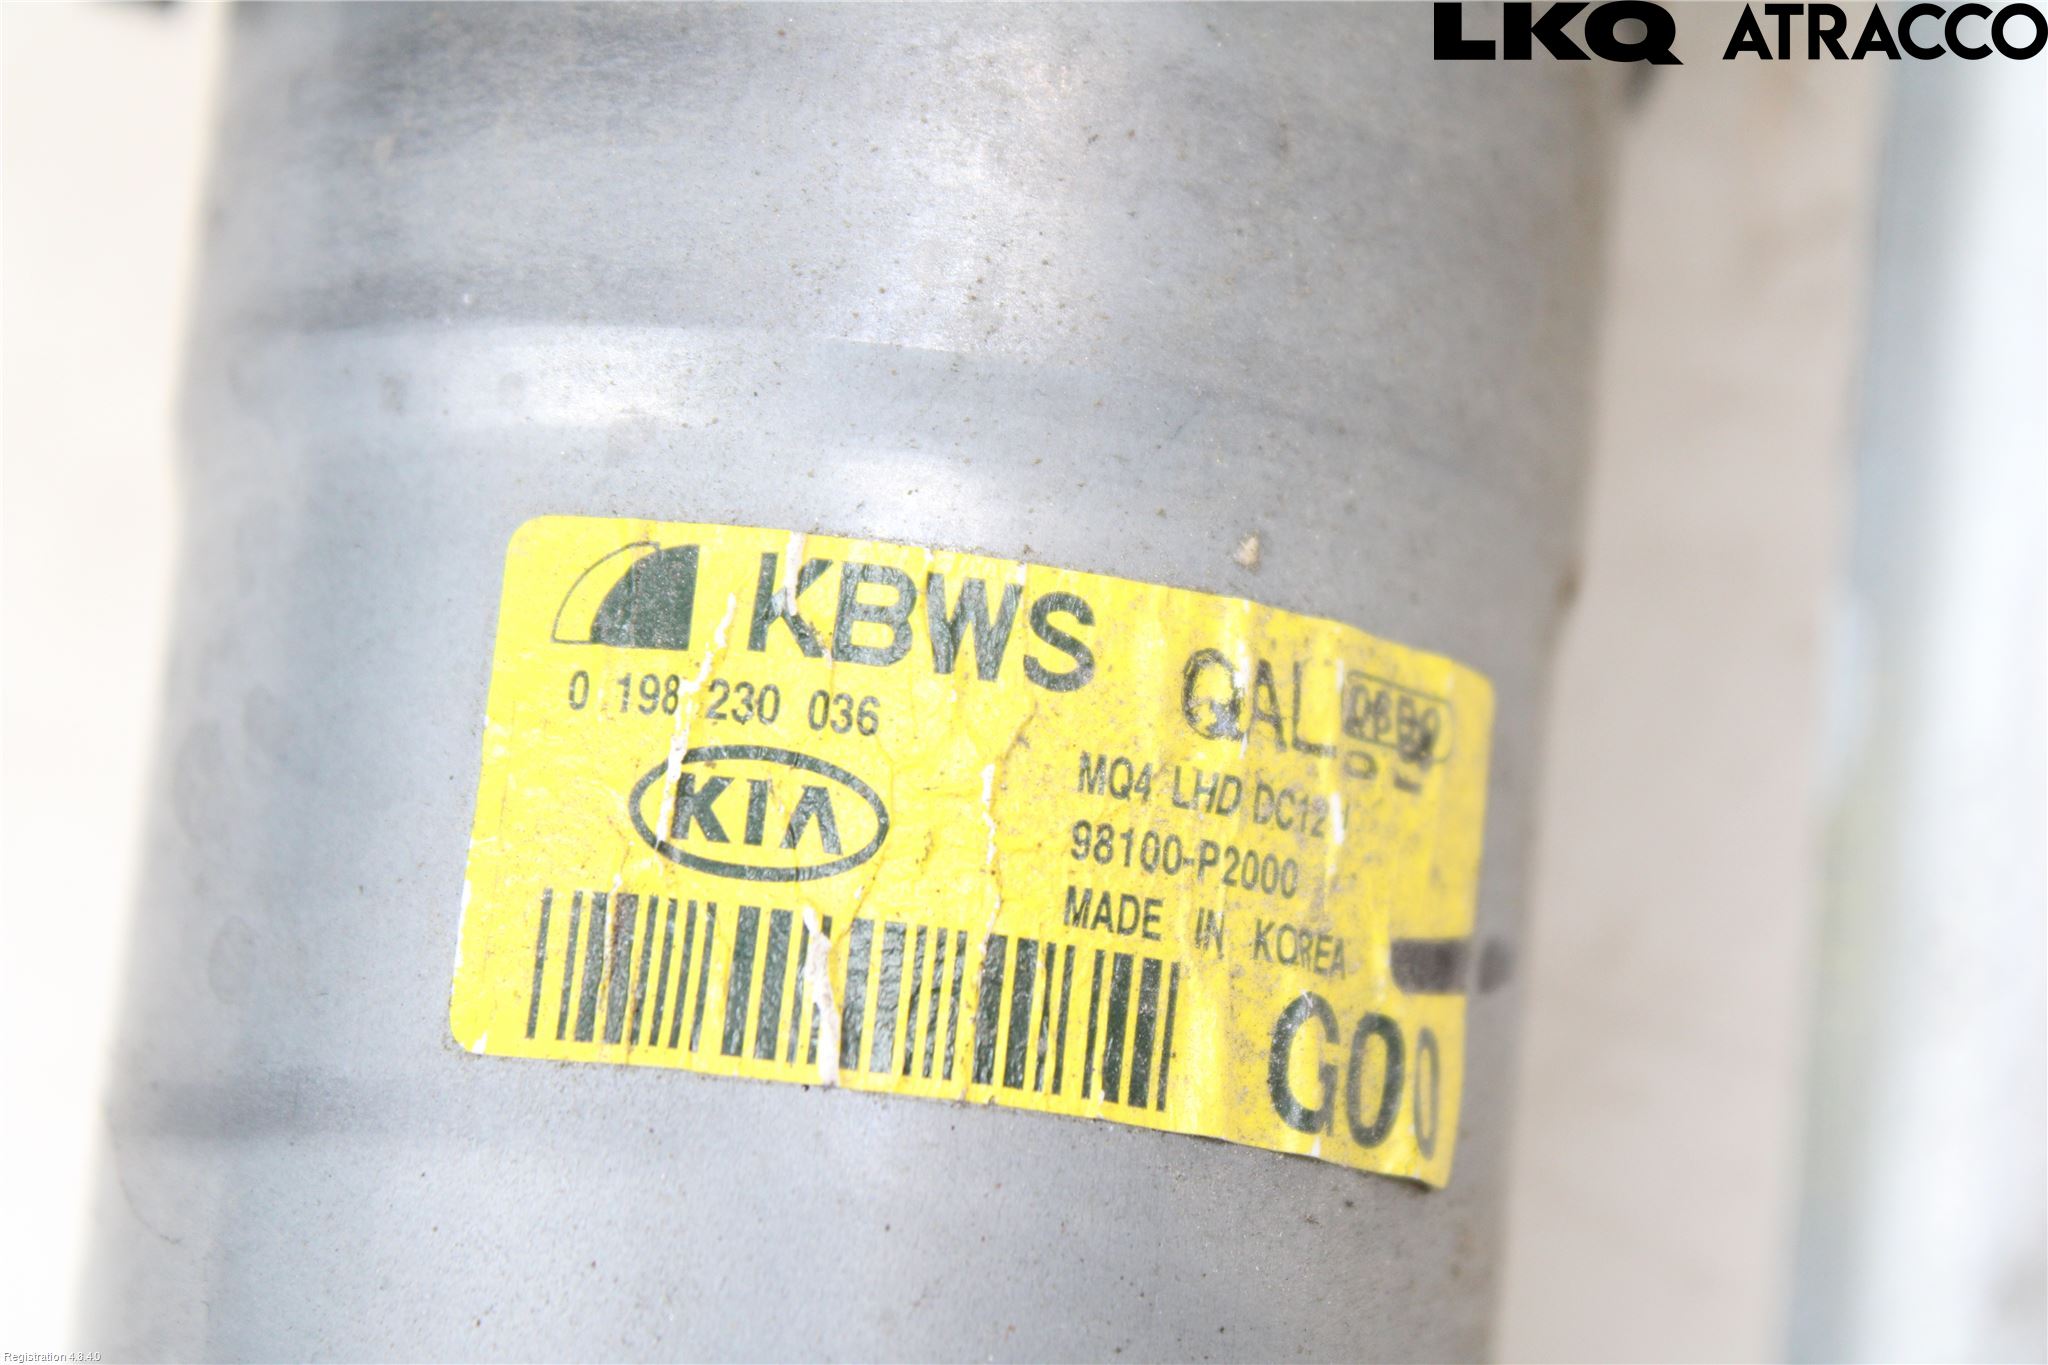 LKQ ATRACCO
KBWS
0 198 230 036
QAL
KIA
MQ4 LHD DC12
98100-P2000
MADE IN KOREA
G00
Registration 4.8.4.0